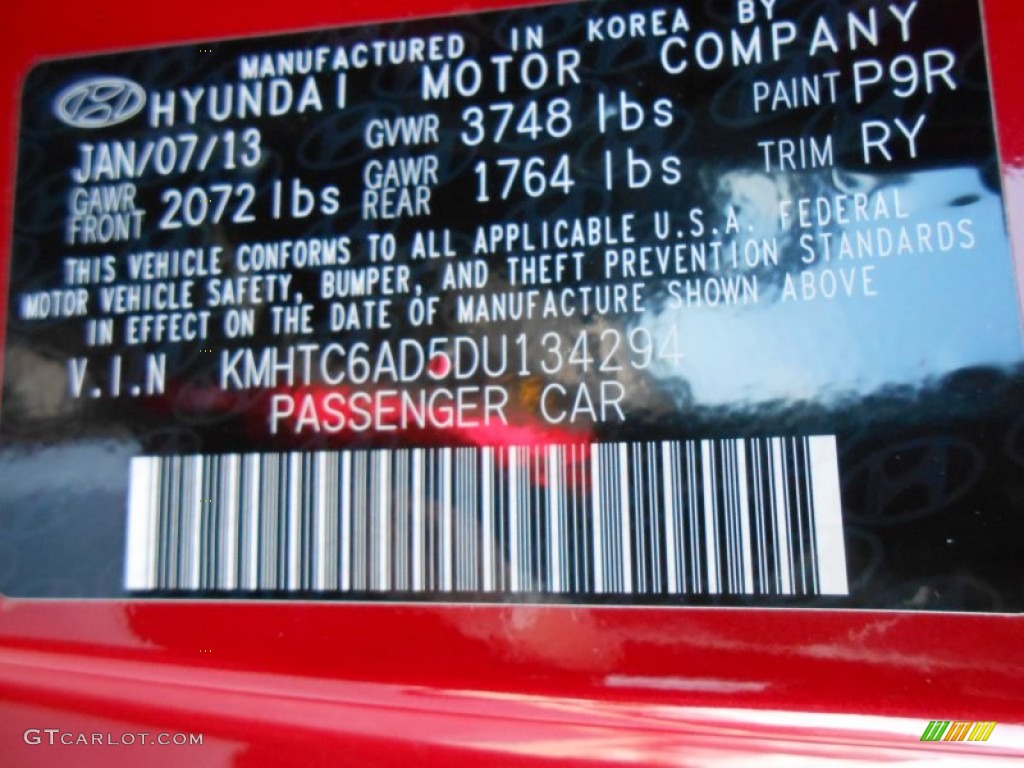 MANUFACTURED IN KOREA BY
HYUNDAI MOTOR COMPANY
JAN/07/13 GVWR 3748 lbs PAINT P9R
GAWR FRONT 2072 lbs GAWR REAR 1764 lbs TRIM RY
THIS VEHICLE CONFORMS TO ALL APPLICABLE U.S.A. FEDERAL
MOTOR VEHICLE SAFETY, BUMPER, AND THEFT PREVENTION STANDARDS
IN EFFECT ON THE DATE OF MANUFACTURE SHOWN ABOVE
V.I.N KMHTC6AD5DU134294
PASSENGER CAR
GTCARLOT.COM